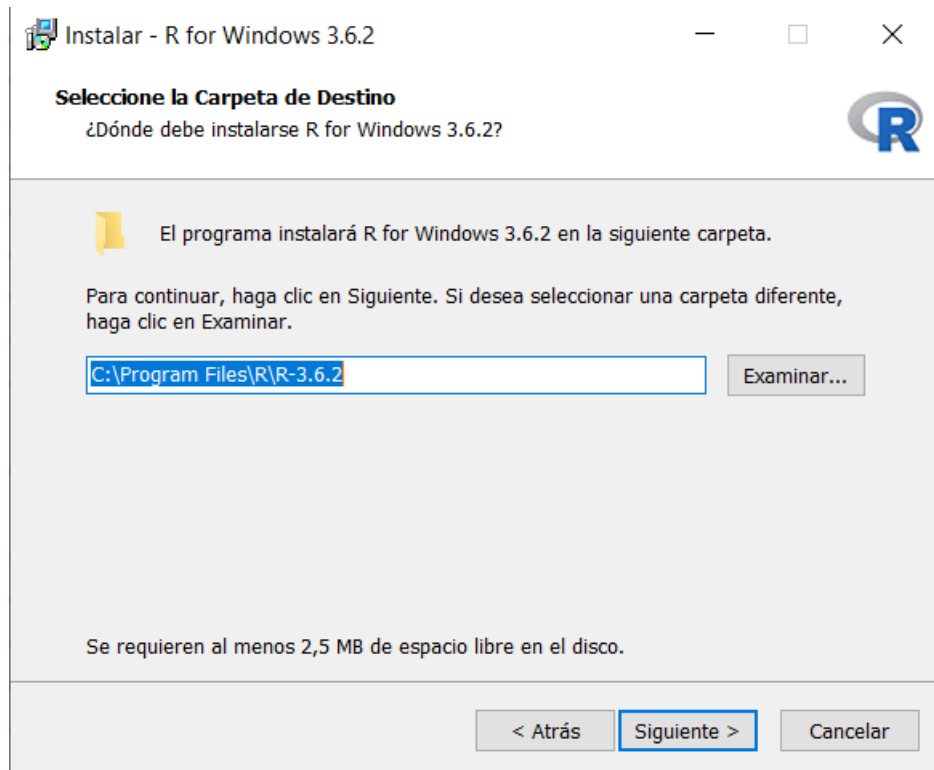 Instalar - R for Windows 3.6.2
Seleccione la Carpeta de Destino
¿Dónde debe instalarse R for Windows 3.6.2?
R
El programa instalará R for Windows 3.6.2 en la siguiente carpeta.
Para continuar, haga clic en Siguiente. Si desea seleccionar una carpeta diferente,
haga clic en Examinar.
C:\Program Files\R\R-3.6.2
Examinar...
Se requieren al menos 2,5 MB de espacio libre en el disco.
< Atrás
Siguiente >
Cancelar